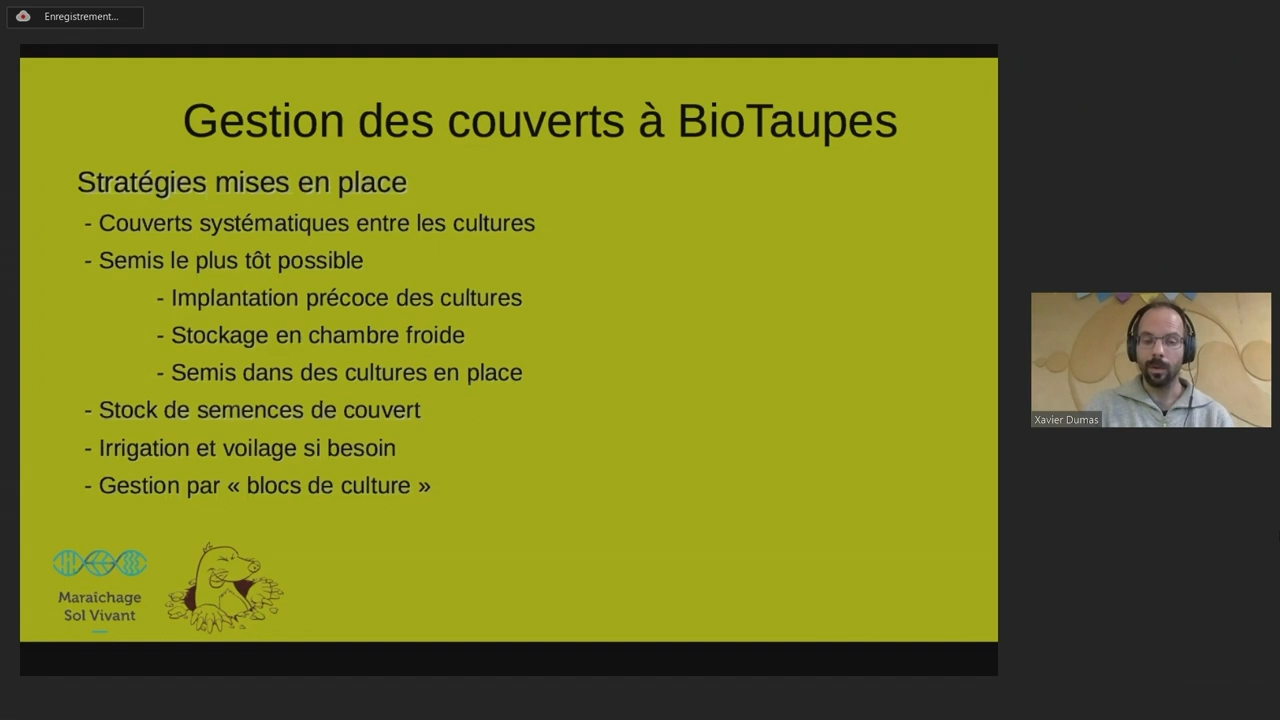 Enregistrement...
Gestion des couverts à BioTaupes
Stratégies mises en place
- Couverts systématiques entre les cultures
- Semis le plus tôt possible
- Implantation précoce des cultures
- Stockage en chambre froide
- Semis dans des cultures en place
- Stock de semences de couvert
- Irrigation et voilage si besoin
- Gestion par « blocs de culture »
Maraîchage
Sol Vivant
Xavier Dumas